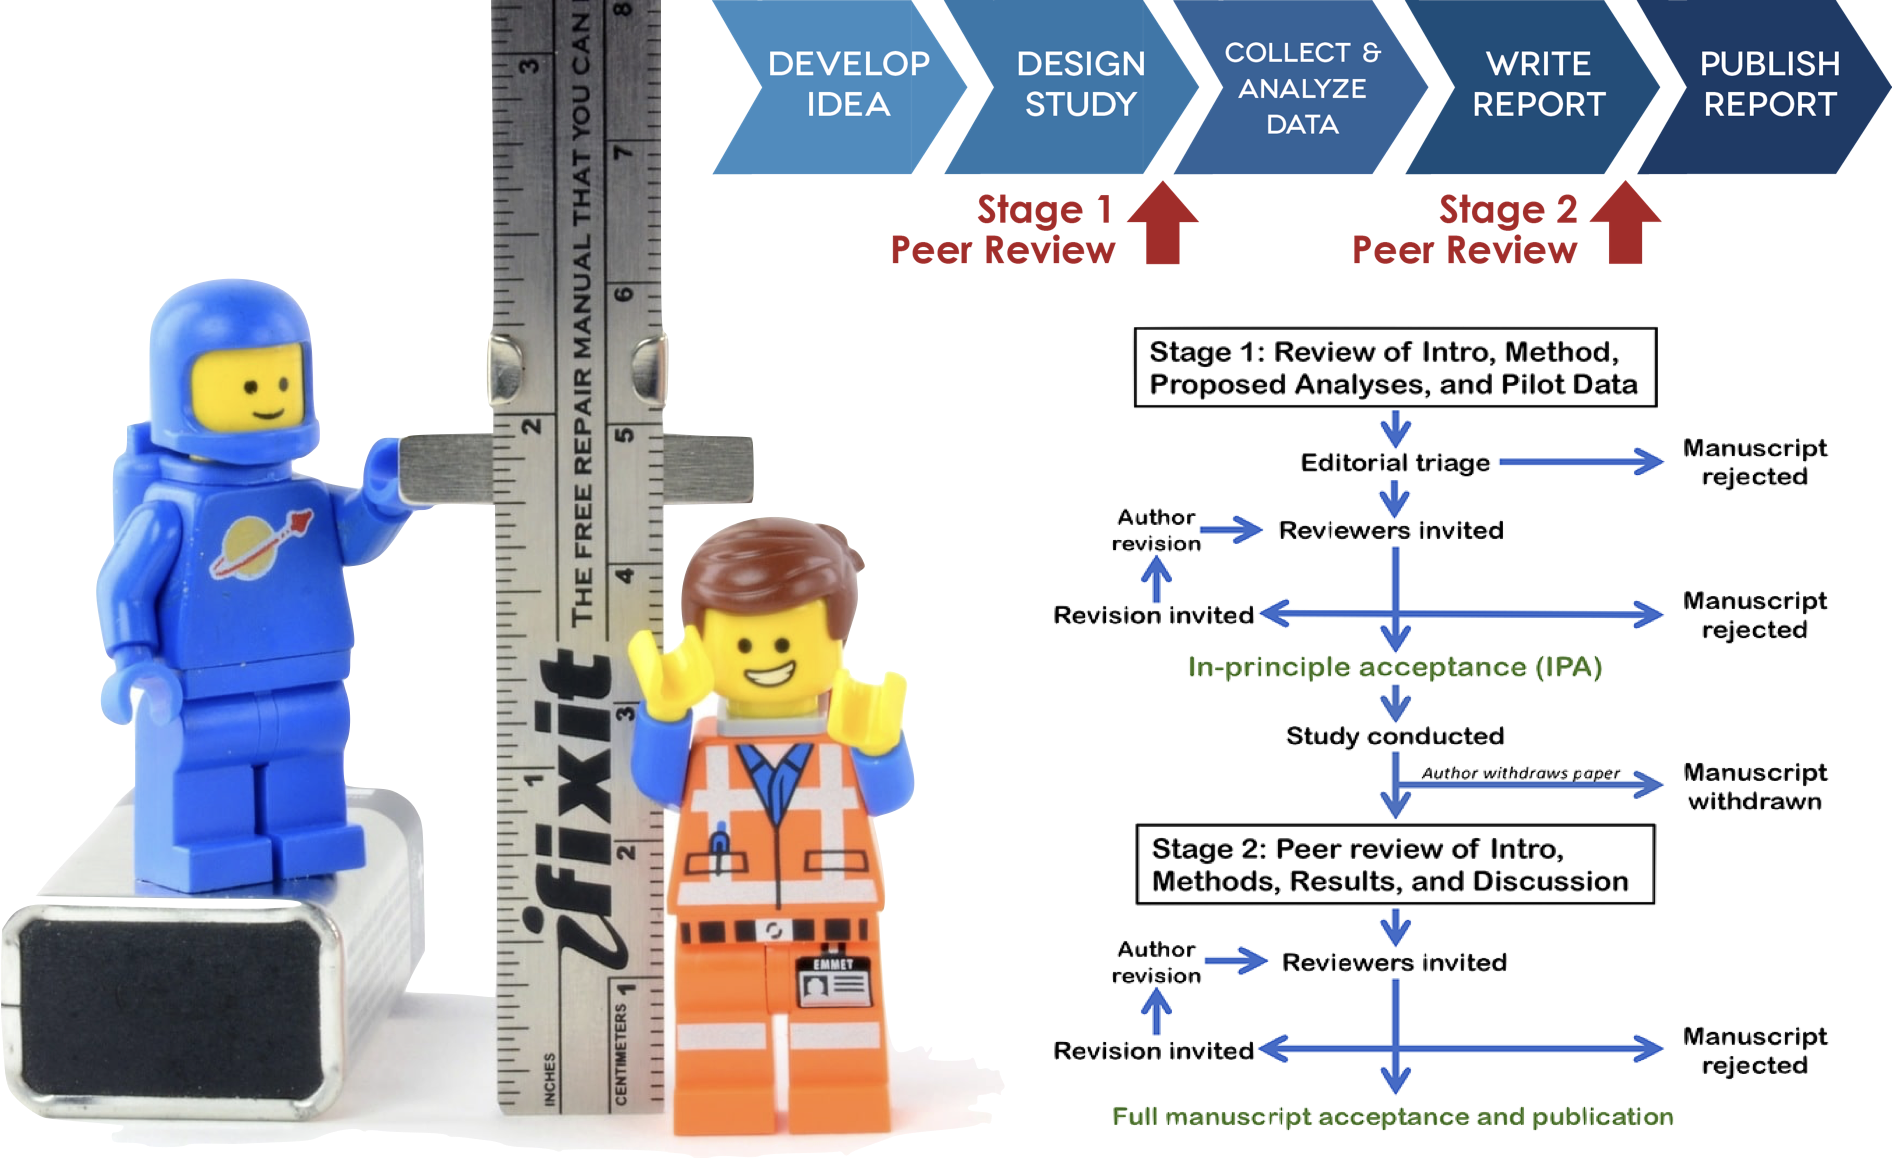 DEVELOP
IDEA
DESIGN
STUDY
COLLECT &
ANALYZE
DATA
WRITE
REPORT
PUBLISH
REPORT
Stage 1
Peer Review
Stage 2
Peer Review
Stage 1: Review of Intro, Method,
Proposed Analyses, and Pilot Data
Editorial triage
Manuscript
rejected
Author
revision
Reviewers invited
Revision invited
Manuscript
rejected
In-principle acceptance (IPA)
Study conducted
Author withdraws paper
Manuscript
withdrawn
Stage 2: Peer review of Intro,
Methods, Results, and Discussion
Author
revision
Reviewers invited
Revision invited
Manuscript
rejected
Full manuscript acceptance and publication
THE FREE REPAIR MANUAL THAT YOU CAN
ifixit
INCHES
1
2
3
CENTIMETERS
1
2
3
4
5
6
7
8
EMMET